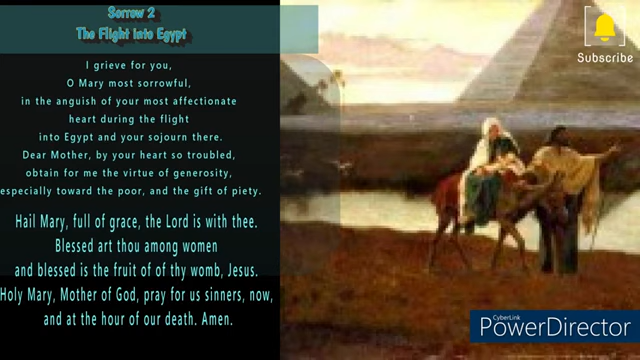 Sorrow 2
The Flight Into Egypt
I grieve for you,
O Mary most sorrowful,
in the anguish of your most affectionate
heart during the flight
into Egypt and your sojourn there.
Dear Mother, by your heart so troubled,
obtain for me the virtue of generosity,
especially toward the poor, and the gift of piety.
Hail Mary, full of grace, the Lord is with thee.
Blessed art thou among women
and blessed is the fruit of of thy womb, Jesus.
Holy Mary, Mother of God, pray for us sinners, now,
and at the hour of our death. Amen.
Subscribe
CyberLink
PowerDirector